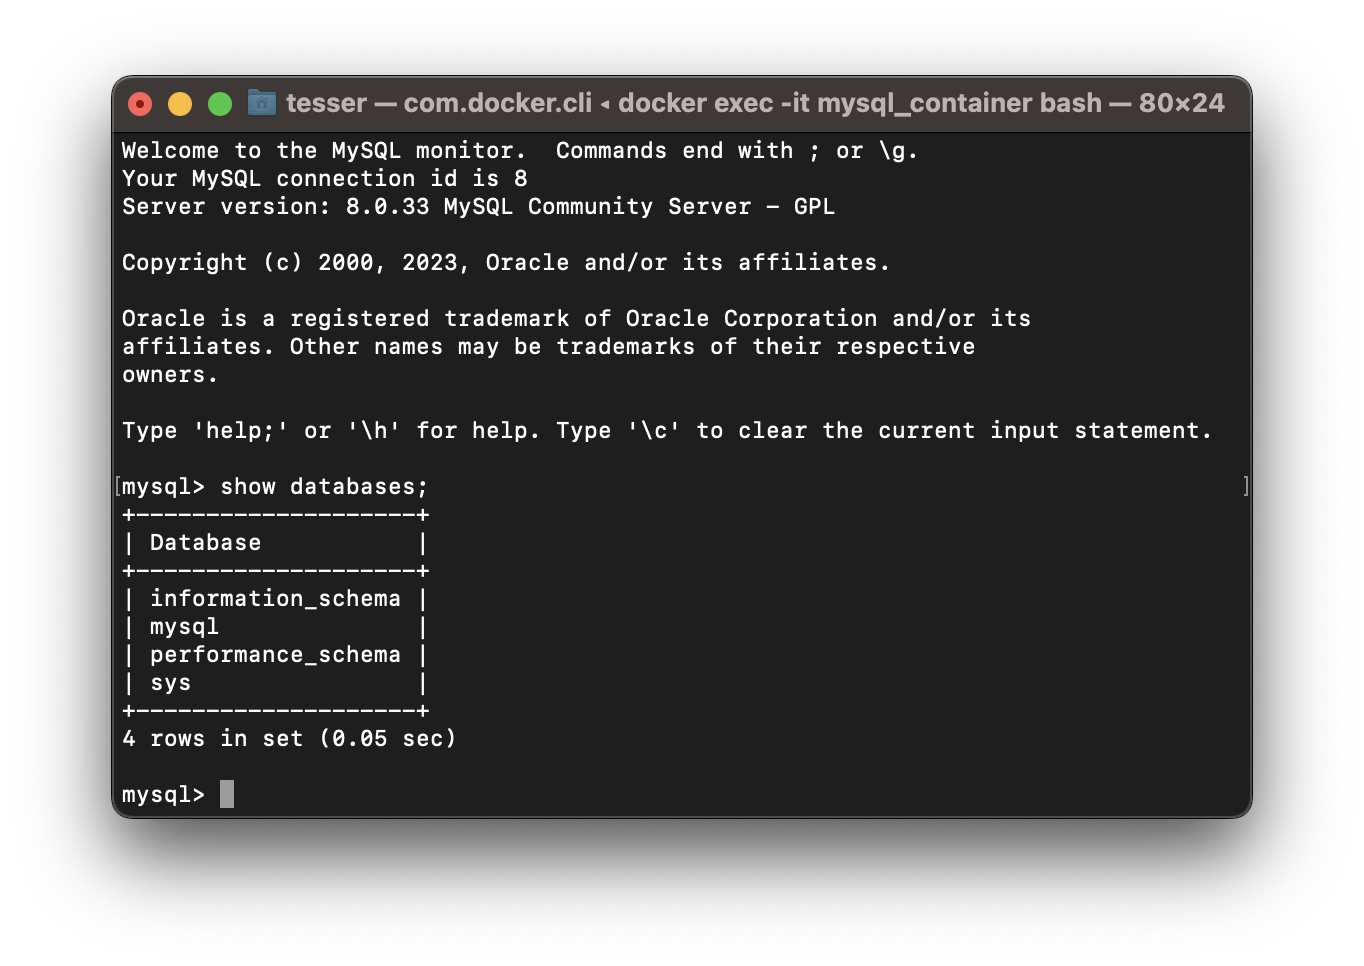 tesser — com.docker.cli ◂ docker exec -it mysql_container bash — 80×24
Welcome to the MySQL monitor.  Commands end with ; or \g.
Your MySQL connection id is 8
Server version: 8.0.33 MySQL Community Server - GPL

Copyright (c) 2000, 2023, Oracle and/or its affiliates.

Oracle is a registered trademark of Oracle Corporation and/or its
affiliates. Other names may be trademarks of their respective
owners.

Type 'help;' or '\h' for help. Type '\c' to clear the current input statement.

[mysql> show databases;                                                         ]
+--------------------+
| Database           |
+--------------------+
| information_schema |
| mysql              |
| performance_schema |
| sys                |
+--------------------+
4 rows in set (0.05 sec)

mysql>